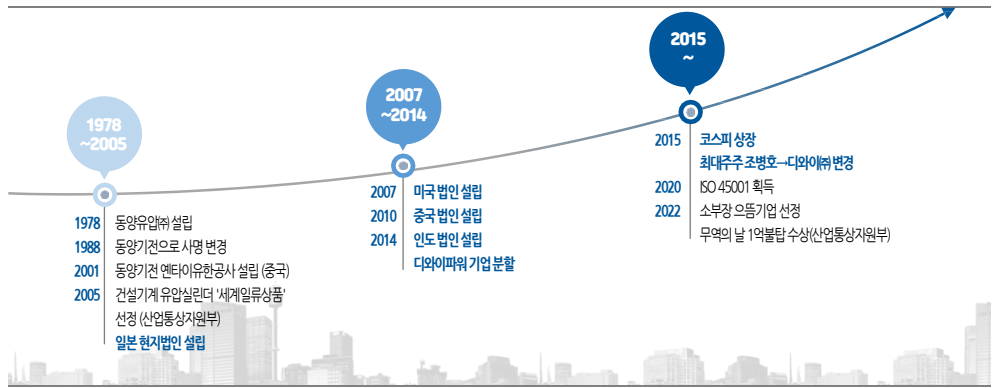 1978
~2005
1978 동양유압㈜ 설립
1988 동양기전으로 사명 변경
2001 동양기전 옌타이유한공사 설립 (중국)
2005 건설기계 유압실린더 '세계일류상품'
선정 (산업통상자원부)
일본 현지법인 설립
2007
~2014
2007 미국 법인 설립
2010 중국 법인 설립
2014 인도 법인 설립
디와이파워 기업 분할
2015
~
2015 코스피 상장
최대주주 조병호→디와이㈜ 변경
2020 ISO 45001 획득
2022 소부장 으뜸기업 선정
무역의 날 1억불탑 수상(산업통상자원부)